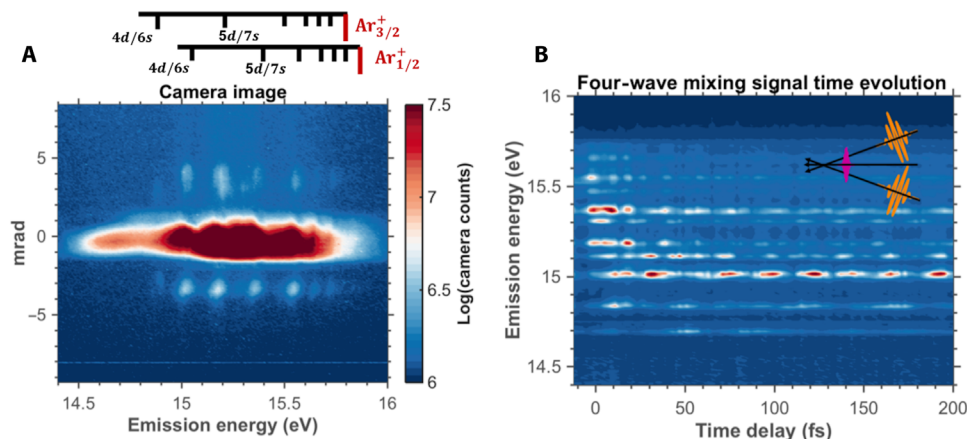 4d/6s
5d/7s
Ar⁺3/2
4d/6s
5d/7s
Ar⁺1/2
A
Camera image
mrad
5
0
−5
14.5
15
15.5
16
Emission energy (eV)
7.5
7
6.5
6
Log(camera counts)
B
Four-wave mixing signal time evolution
Emission energy (eV)
16
15.5
15
14.5
0
50
100
150
200
Time delay (fs)